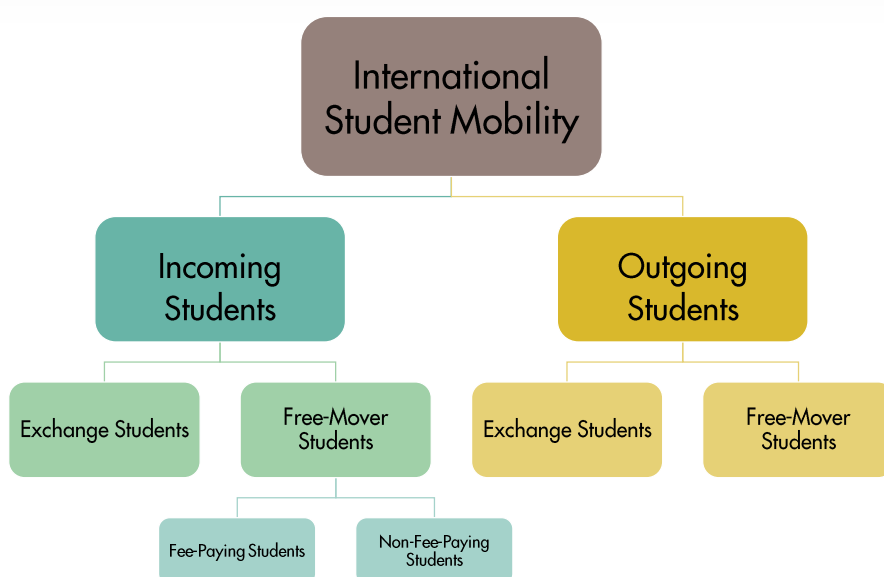 International
Student Mobility
Incoming
Students
Outgoing
Students
Exchange Students
Free-Mover
Students
Exchange Students
Free-Mover
Students
Fee-Paying Students
Non-Fee-Paying
Students